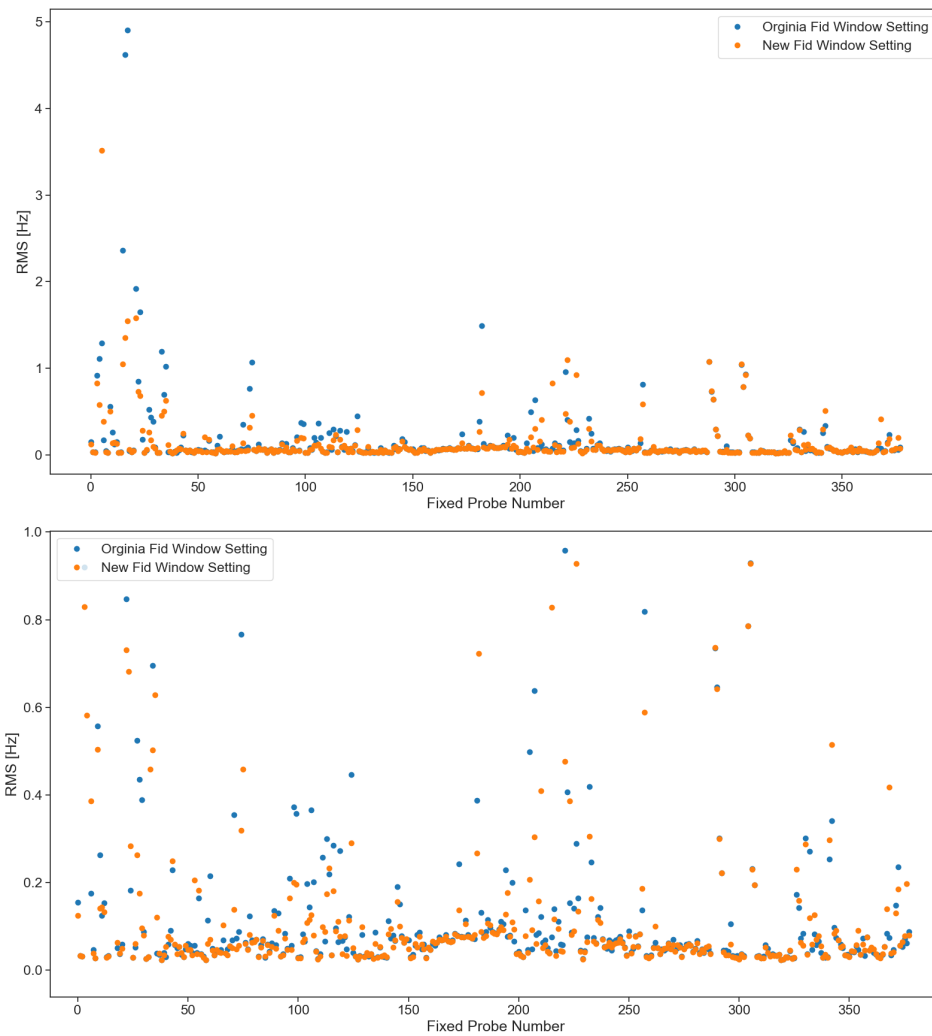 5
4
3
2
1
0
RMS [Hz]
Orginia Fid Window Setting
New Fid Window Setting
0 50 100 150 200 250 300 350
Fixed Probe Number
1.0
0.8
0.6
0.4
0.2
0.0
RMS [Hz]
Orginia Fid Window Setting
New Fid Window Setting
0 50 100 150 200 250 300 350
Fixed Probe Number